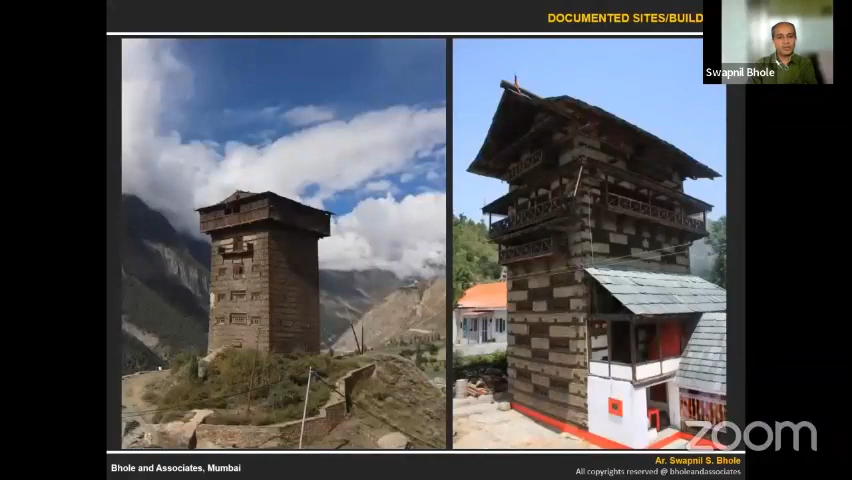 DOCUMENTED SITES/BUILD
Swapnil Bhole
zoom
Ar. Swapnil S. Bhole
Bhole and Associates, Mumbai
All copyrights reserved @ bholeandassociates